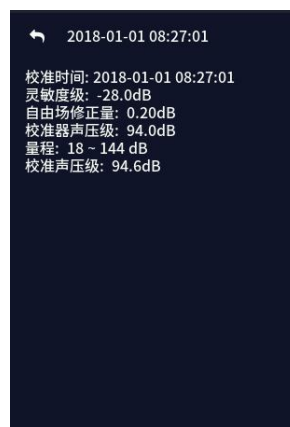 2018-01-01 08:27:01
校准时间: 2018-01-01 08:27:01
灵敏度级: -28.0dB
自由场修正量: 0.20dB
校准器声压级: 94.0dB
量程: 18 ~ 144 dB
校准声压级: 94.6dB